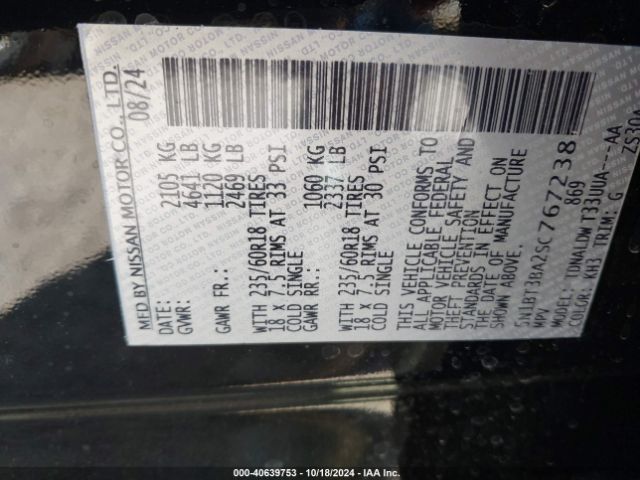 MFD BY NISSAN MOTOR CO., LTD.
DATE: 08/24
GVWR: 2105 KG
4641 LB
GAWR FR.: 1120 KG
2469 LB
WITH 235/60R18 TIRES
18 X 7.5 RIMS AT 33 PSI
COLD SINGLE
GAWR RR.: 1060 KG
2337 LB
WITH 235/60R18 TIRES
18 X 7.5 RIMS AT 30 PSI
COLD SINGLE
THIS VEHICLE CONFORMS TO
ALL APPLICABLE FEDERAL
MOTOR VEHICLE SAFETY AND
THEFT PREVENTION
STANDARDS IN EFFECT ON
THE DATE OF MANUFACTURE
SHOWN ABOVE.
5N1BT3BA2SC767238
MPV 869
MODEL:
COLOR: KH3 TRIM: G
000-40639753 | 10/18/2024 | IAA Inc.